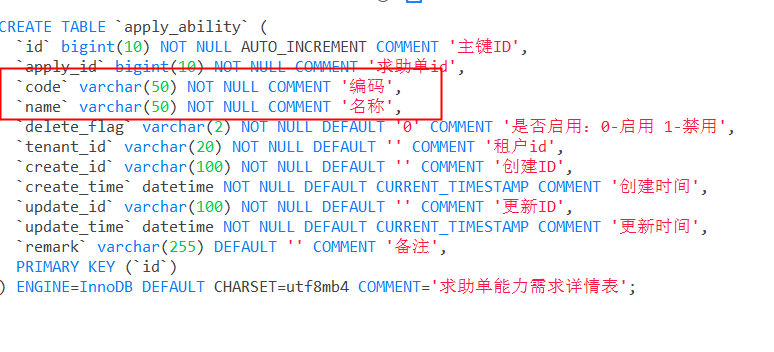 CREATE TABLE `apply_ability` (
`id` bigint(10) NOT NULL AUTO_INCREMENT COMMENT '主键ID',
`apply_id` bigint(10) NOT NULL COMMENT '求助单id',
`code` varchar(50) NOT NULL COMMENT '编码',
`name` varchar(50) NOT NULL COMMENT '名称',
`delete_flag` varchar(2) NOT NULL DEFAULT '0' COMMENT '是否启用：0-启用 1-禁用',
`tenant_id` varchar(20) NOT NULL DEFAULT '' COMMENT '租户id',
`create_id` varchar(100) NOT NULL DEFAULT '' COMMENT '创建ID',
`create_time` datetime NOT NULL DEFAULT CURRENT_TIMESTAMP COMMENT '创建时间',
`update_id` varchar(100) NOT NULL DEFAULT '' COMMENT '更新ID',
`update_time` datetime NOT NULL DEFAULT CURRENT_TIMESTAMP COMMENT '更新时间',
`remark` varchar(255) DEFAULT '' COMMENT '备注',
PRIMARY KEY (`id`)
) ENGINE=InnoDB DEFAULT CHARSET=utf8mb4 COMMENT='求助单能力需求详情表';